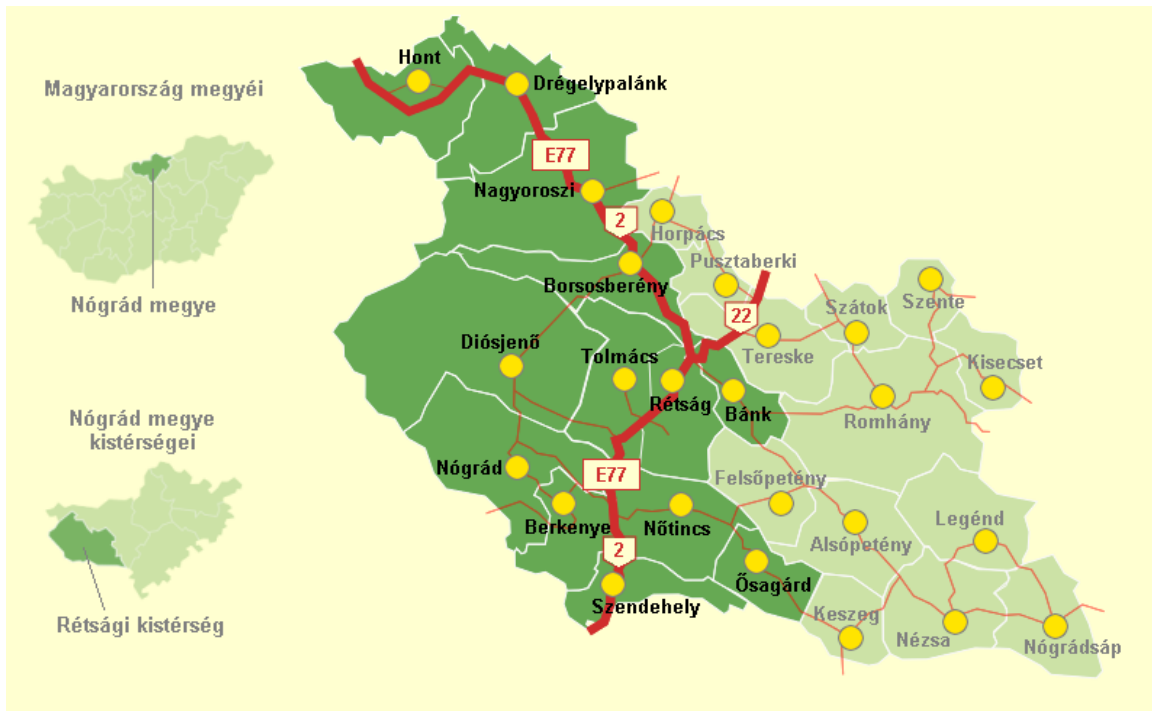 Magyarország megyéi
Nógrád megye
Nógrád megye
kistérségei
Rétsági kistérség
Hont
Drégelypalánk
E77
Nagyoroszi
2
Horpács
Borsosberény
Pusztaberki
22
Szátok
Szente
Diósjenő
Tolmács
Tereske
Kisecset
Rétság
Bánk
Romhány
Nógrád
E77
Felsőpetény
Berkenye
Nőtincs
Alsópetény
Legénd
2
Ősagárd
Szendehely
Keszeg
Nézsa
Nógrádsáp